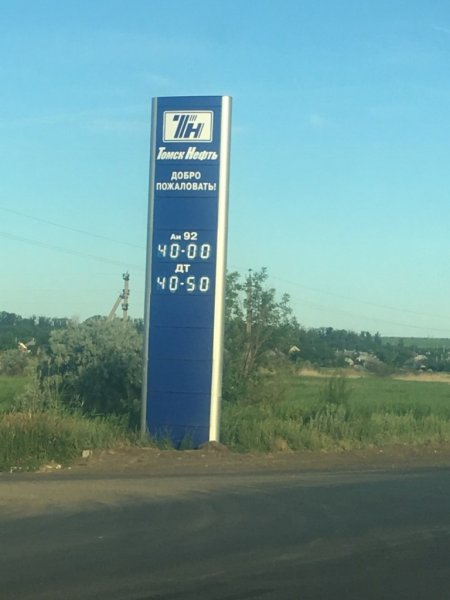 ТН
Томск Нефть
ДОБРО
ПОЖАЛОВАТЬ!
Аи 92
40-00
ДТ
40-50